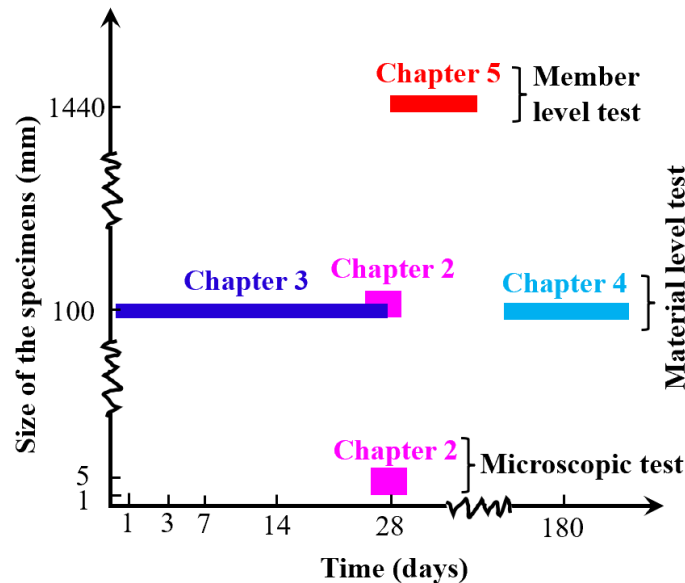 Size of the specimens (mm)
1440
100
5
1
Chapter 5
Member
level test
Chapter 3
Chapter 2
Chapter 4
Material level test
Chapter 2
Microscopic test
1
3
7
14
28
180
Time (days)